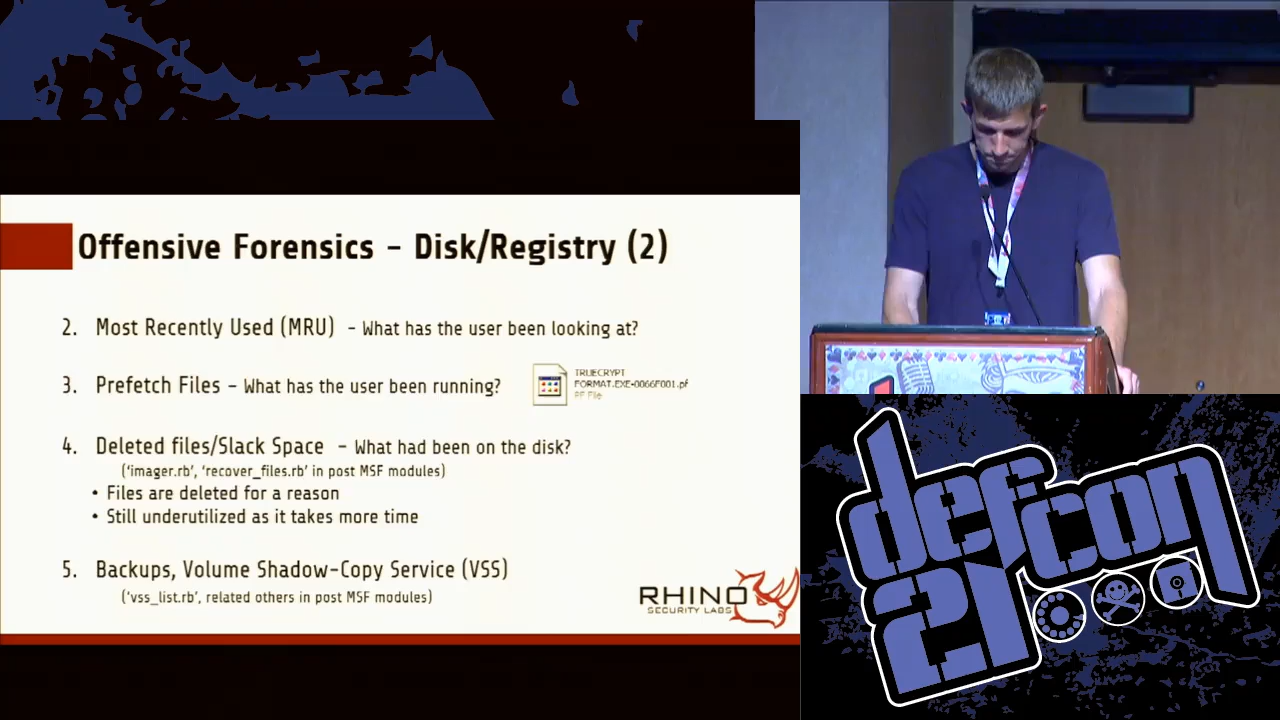 Offensive Forensics – Disk/Registry (2)
2. Most Recently Used (MRU) – What has the user been looking at?
3. Prefetch Files – What has the user been running?
TRUECRYPT
FORMAT.EXE-0066F001.pf
PF File
4. Deleted files/Slack Space – What had been on the disk?
('imager.rb', 'recover_files.rb' in post MSF modules)
• Files are deleted for a reason
• Still underutilized as it takes more time
5. Backups, Volume Shadow-Copy Service (VSS)
('vss_list.rb', related others in post MSF modules)
RHINO
SECURITY LABS
defcon
21